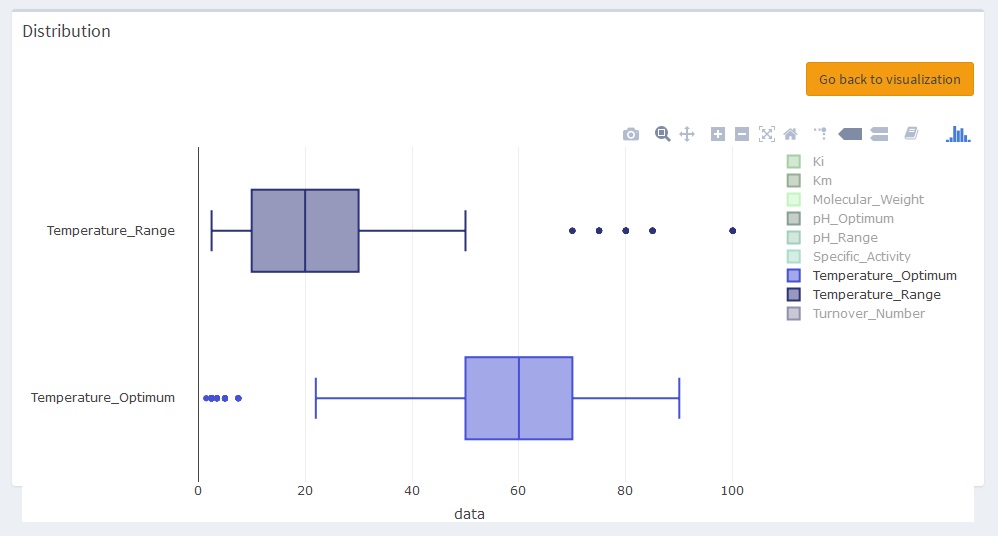 Distribution
Go back to visualization
Ki
Km
Molecular_Weight
pH_Optimum
pH_Range
Specific_Activity
Temperature_Optimum
Temperature_Range
Turnover_Number
Temperature_Range
Temperature_Optimum
0 20 40 60 80 100
data